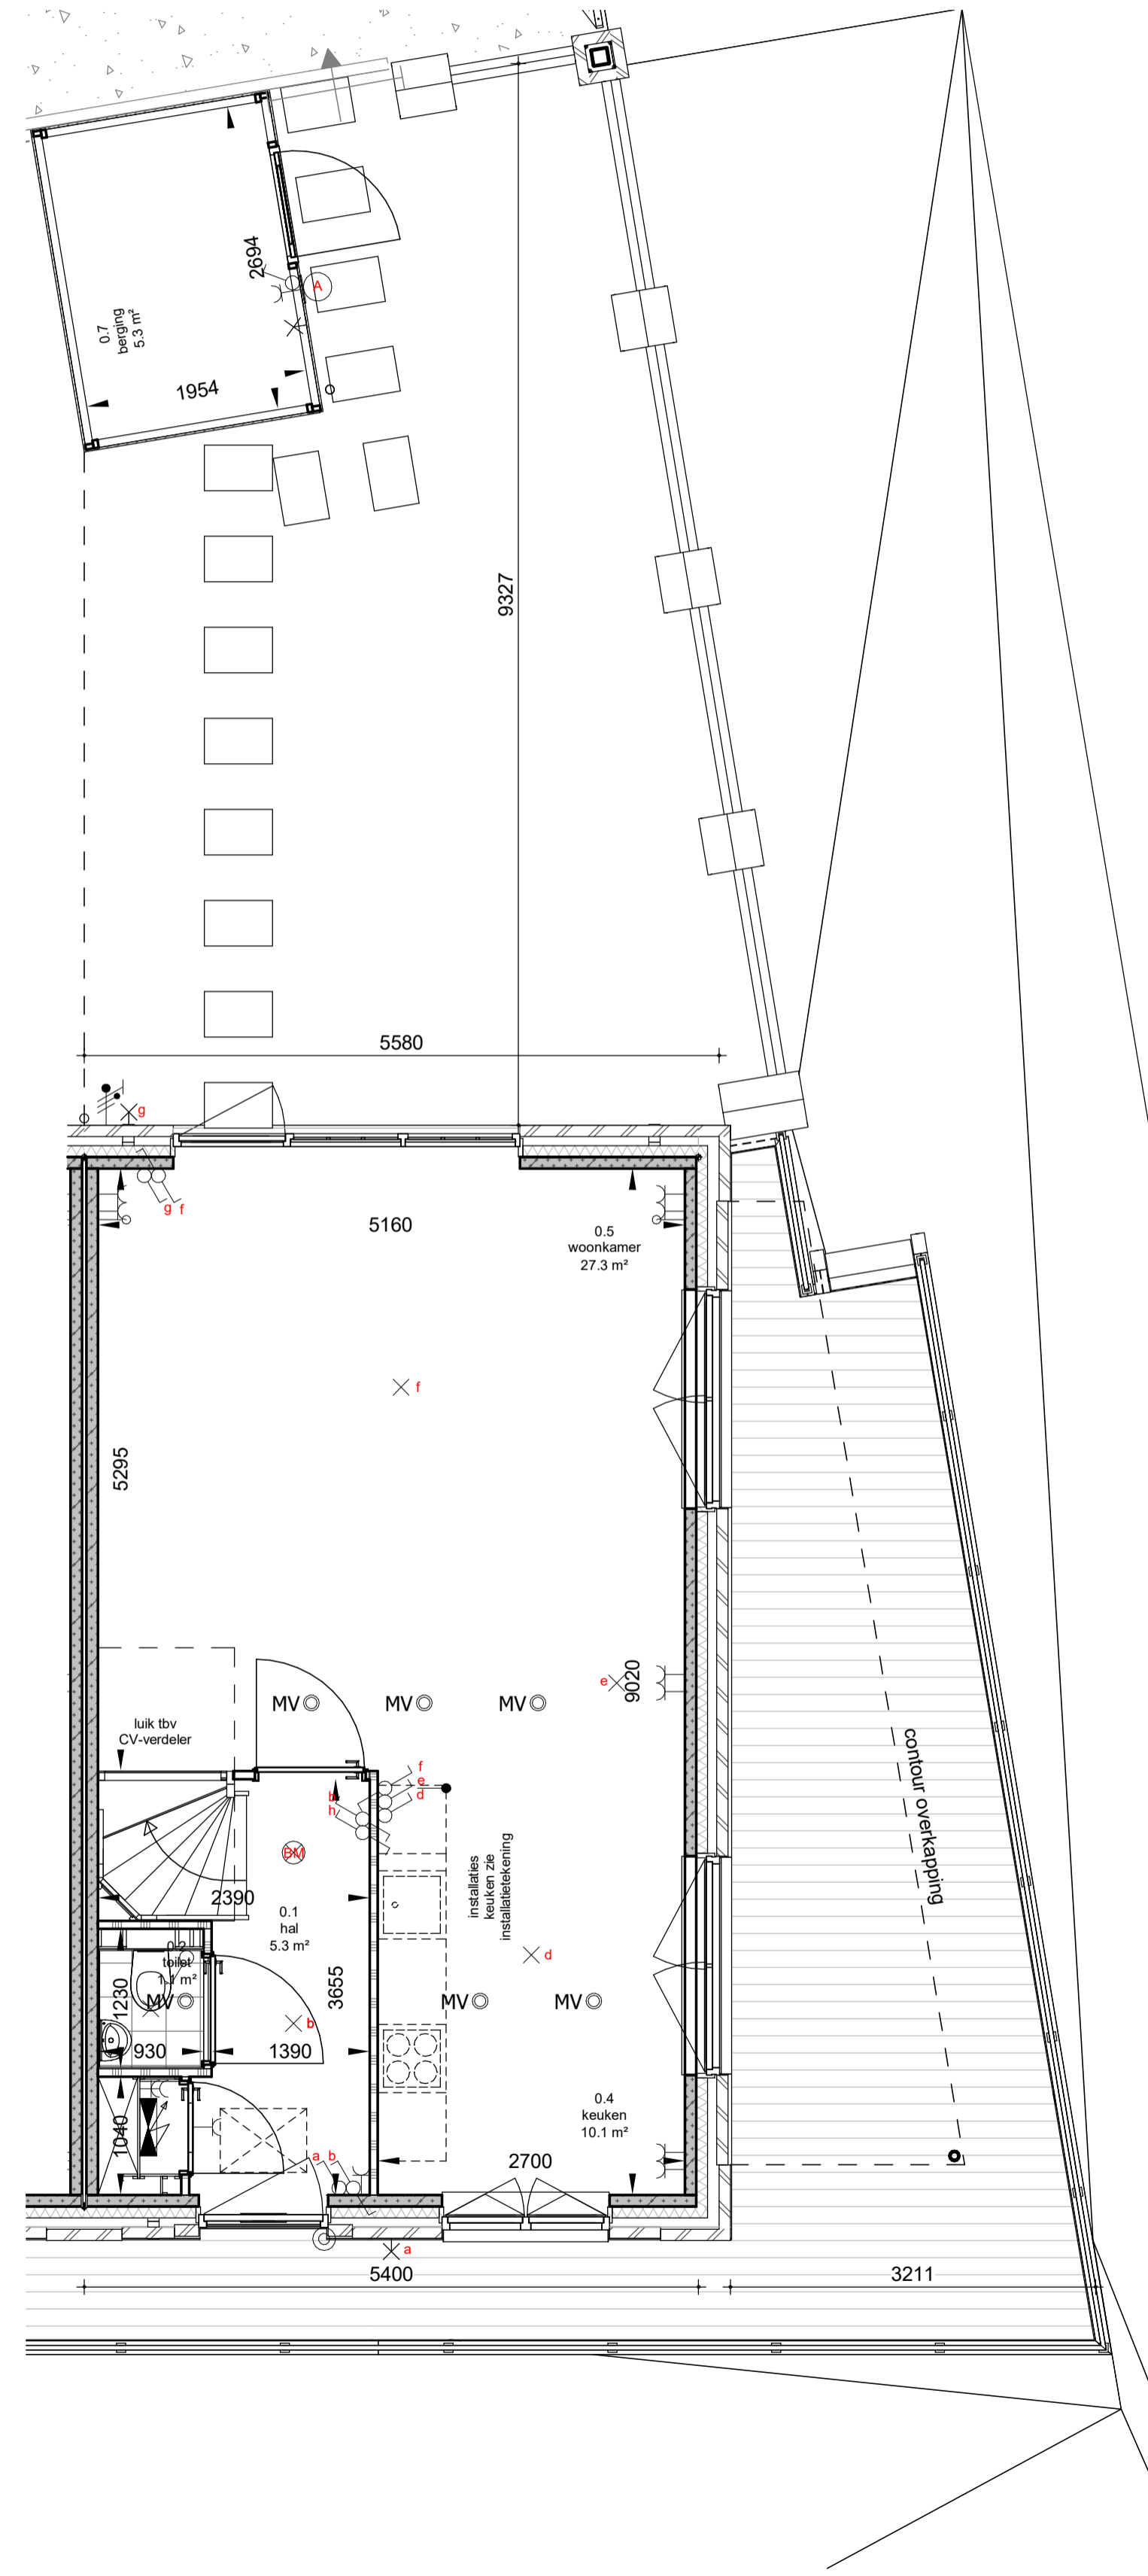 2694
A
0.7
berging
5.3 m²
1954
9327
5580
g
g f
5160
0.5
woonkamer
27.3 m²
f
5295
e
9020
MV
MV
MV
luik tbv
CV-verdeler
f
e
d
b
h
BM
installaties
keuken zie
installatietekening
contour overkapping
2390
0.1
hal
5.3 m²
0.2
toilet
1.1 m²
d
1230
MV
3655
MV
MV
b
930
1390
1040
0.4
keuken
10.1 m²
a b
2700
a
5400
3211